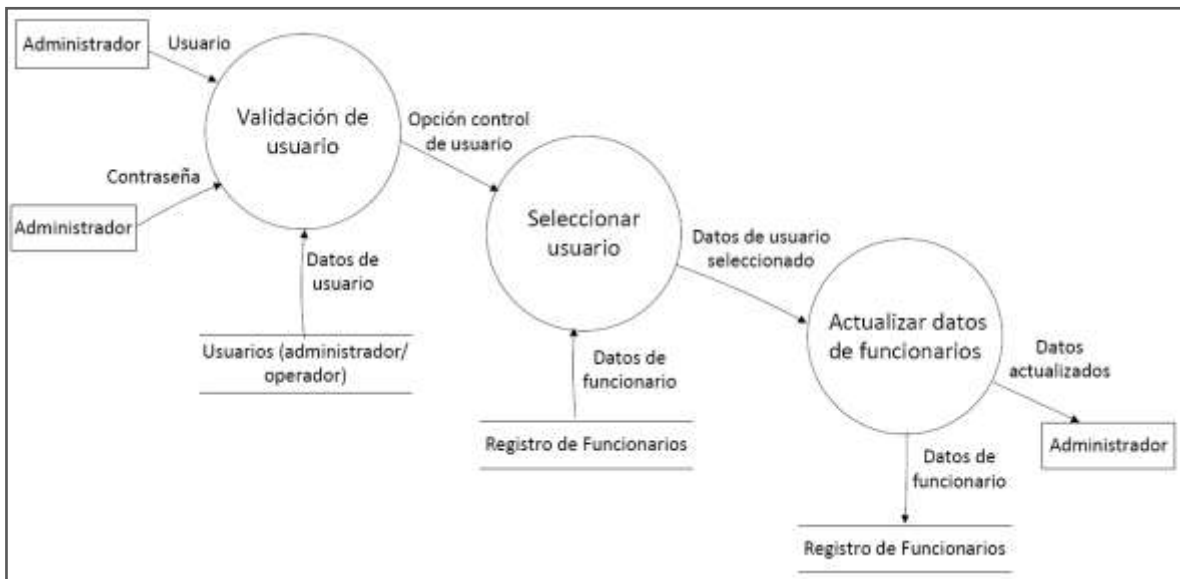 Administrador
Usuario
Validación de
usuario
Opción control
de usuario
Contraseña
Administrador
Seleccionar
usuario
Datos de usuario
seleccionado
Datos de
usuario
Usuarios (administrador/
operador)
Datos de
funcionario
Actualizar datos
de funcionarios
Datos
actualizados
Registro de Funcionarios
Administrador
Datos de
funcionario
Registro de Funcionarios